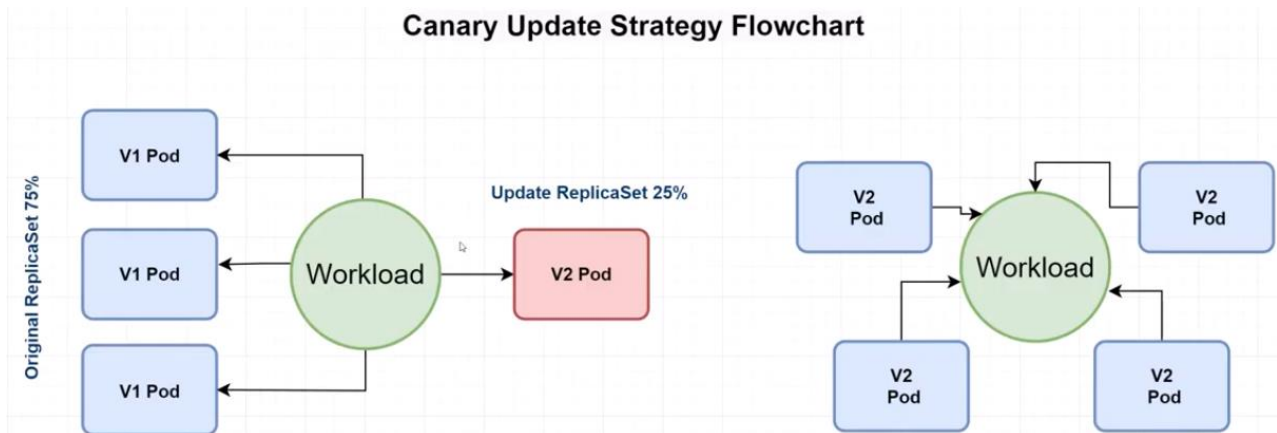 Canary Update Strategy Flowchart
Original ReplicaSet 75%
V1 Pod
V1 Pod
V1 Pod
Workload
Update ReplicaSet 25%
V2 Pod
V2
Pod
V2
Pod
Workload
V2
Pod
V2
Pod